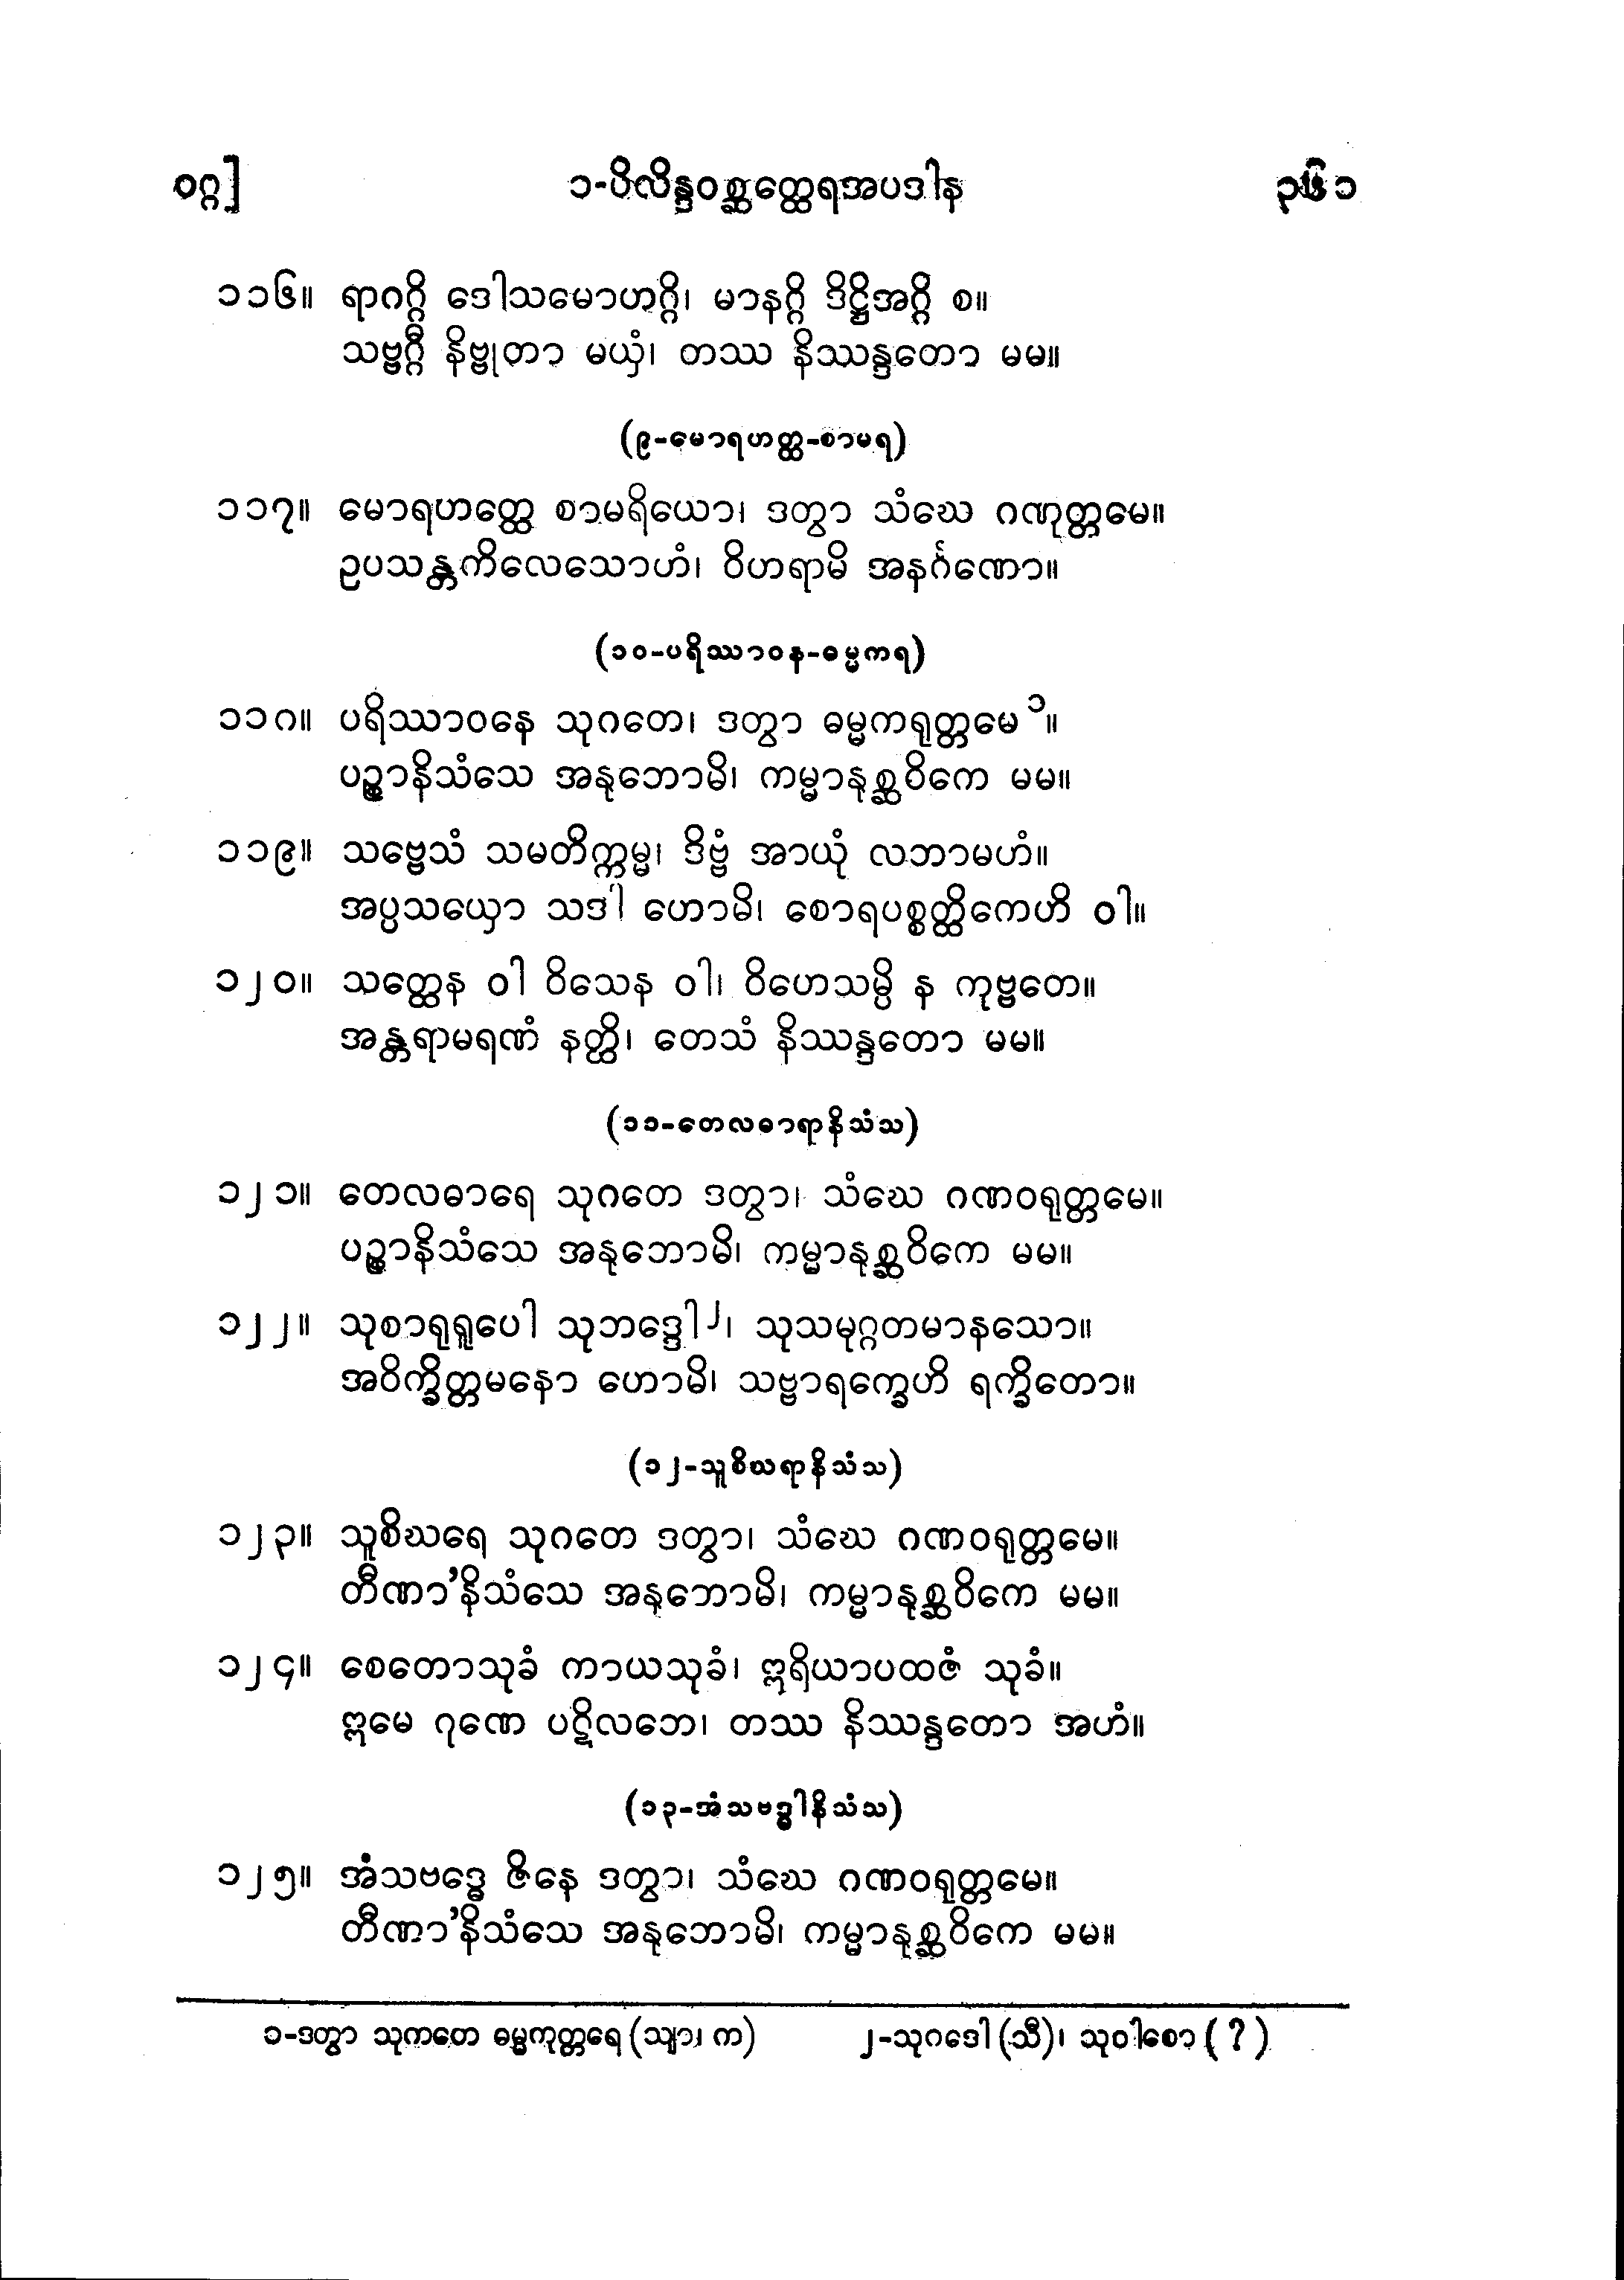 ဝဂ္ဂ] ၁-ပိလိန္ဒဝစ္ဆတ္ထေရအပဒါန ၃၆၁
၁၁၆။ ရာဂဂ္ဂိ ဒေါသမောဟဂ္ဂိ၊ မာနဂ္ဂိ ဒိဋ္ဌိအဂ္ဂိ စ။
သဗ္ဗဂ္ဂီ နိဗ္ဗုတာ မယှံ၊ တဿ နိဿန္ဒတော မမ။
(၉-မောရဟတ္ထ-စာမရ)
၁၁၇။ မောရဟတ္ထေ စာမရိယော၊ ဒတွာ သံဃေ ဂဏုတ္တမေ။
ဥပသန္တကိလေသောဟံ၊ ဝိဟရာမိ အနင်္ဂဏော။
(၁၀-ပရိဿာဝန-ဓမ္မကရ)
၁၁၈။ ပရိဿာဝနေ သုဂတေ၊ ဒတွာ ဓမ္မကရုတ္တမေ ၁။
ပဉ္စာနိသံသေ အနုဘောမိ၊ ကမ္မာနုစ္ဆဝိကေ မမ။
၁၁၉။ သဗ္ဗေသံ သမတိက္ကမ္မ၊ ဒိဗ္ဗံ အာယုံ လဘာမဟံ။
အပ္ပသယှော သဒါ ဟောမိ၊ စောရပစ္စတ္ထိကေဟိ ဝါ။
၁၂၀။ သတ္ထေန ဝါ ဝိသေန ဝါ၊ ဝိဟေသမ္ပိ န ကုဗ္ဗတေ။
အန္တရာမရဏံ နတ္ထိ၊ တေသံ နိဿန္ဒတော မမ။
(၁၁-တေလဓာရာနိသံသ)
၁၂၁။ တေလဓာရေ သုဂတေ ဒတွာ၊ သံဃေ ဂဏဝရုတ္တမေ။
ပဉ္စာနိသံသေ အနုဘောမိ၊ ကမ္မာနုစ္ဆဝိကေ မမ။
၁၂၂။ သုစာရုရူပေါ သုဘဒ္ဒေါ ၂၊ သုသမုဂ္ဂတမာနသော။
အဝိက္ခိတ္တမနော ဟောမိ၊ သဗ္ဗာရက္ခေဟိ ရက္ခိတော။
(၁၂-သူစိဃရာနိသံသ)
၁၂၃။ သူစိဃရေ သုဂတေ ဒတွာ၊ သံဃေ ဂဏဝရုတ္တမေ။
တီဏာ’နိသံသေ အနုဘောမိ၊ ကမ္မာနုစ္ဆဝိကေ မမ။
၁၂၄။ စေတောသုခံ ကာယသုခံ၊ ဣရိယာပထဇံ သုခံ။
ဣမေ ဂုဏေ ပဋိလဘေ၊ တဿ နိဿန္ဒတော အဟံ။
(၁၃-အံသဗဒ္ဓါနိသံသ)
၁၂၅။ အံသဗဒ္ဓေ ဇိနေ ဒတွာ၊ သံဃေ ဂဏဝရုတ္တမေ။
တီဏာ’နိသံသေ အနုဘောမိ၊ ကမ္မာနုစ္ဆဝိကေ မမ။
၁-ဒတွာ သုကတေ ဓမ္မကုတ္တရေ (သျာ၊ က) ၂-သုဂဒေါ (သီ)၊ သုဝါစော (?)